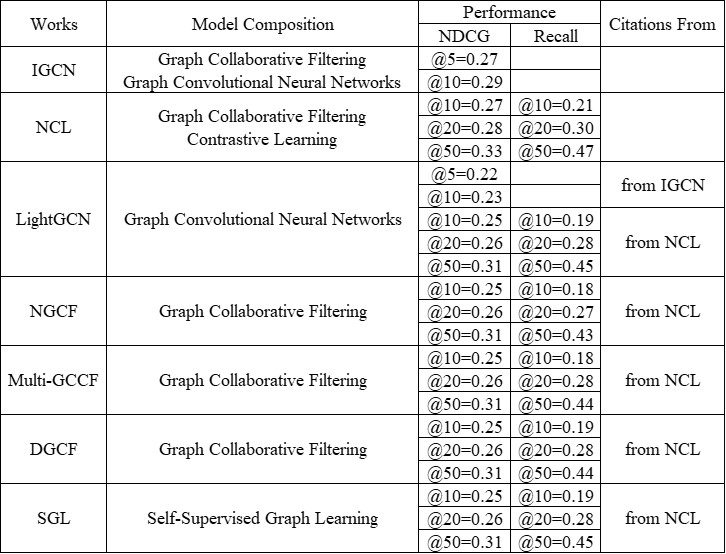 Works Model Composition Performance Citations From
NDCG Recall
IGCN Graph Collaborative Filtering @5=0.27
Graph Convolutional Neural Networks @10=0.29
NCL Graph Collaborative Filtering @10=0.27 @10=0.21
Contrastive Learning @20=0.28 @20=0.30
@50=0.33 @50=0.47
LightGCN Graph Convolutional Neural Networks @5=0.22 from IGCN
@10=0.23
@10=0.25 @10=0.19 from NCL
@20=0.26 @20=0.28
@50=0.31 @50=0.45
NGCF Graph Collaborative Filtering @10=0.25 @10=0.18 from NCL
@20=0.26 @20=0.27
@50=0.31 @50=0.43
Multi-GCCF Graph Collaborative Filtering @10=0.25 @10=0.18 from NCL
@20=0.26 @20=0.28
@50=0.31 @50=0.44
DGCF Graph Collaborative Filtering @10=0.25 @10=0.19 from NCL
@20=0.26 @20=0.28
@50=0.31 @50=0.44
SGL Self-Supervised Graph Learning @10=0.25 @10=0.19 from NCL
@20=0.26 @20=0.28
@50=0.31 @50=0.45